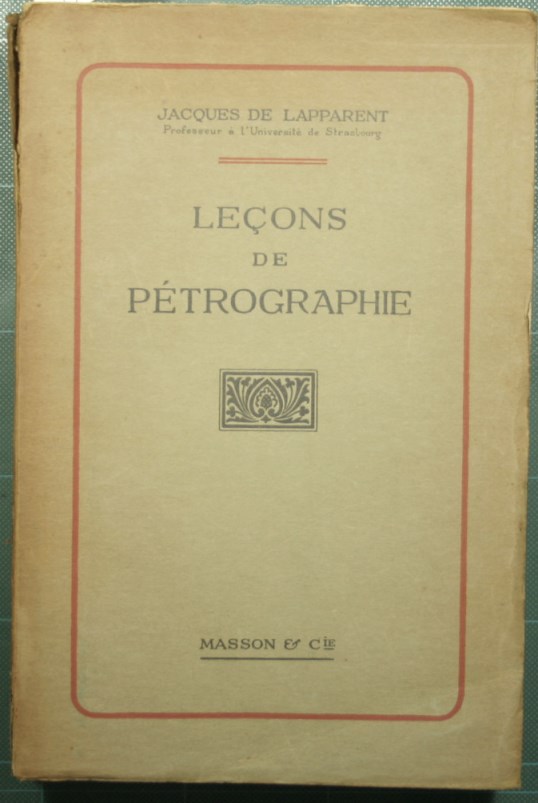 JACQUES DE LAPPARENT
Professeur à l'Université de Strasbourg
LEÇONS
DE
PÉTROGRAPHIE
MASSON & CIE